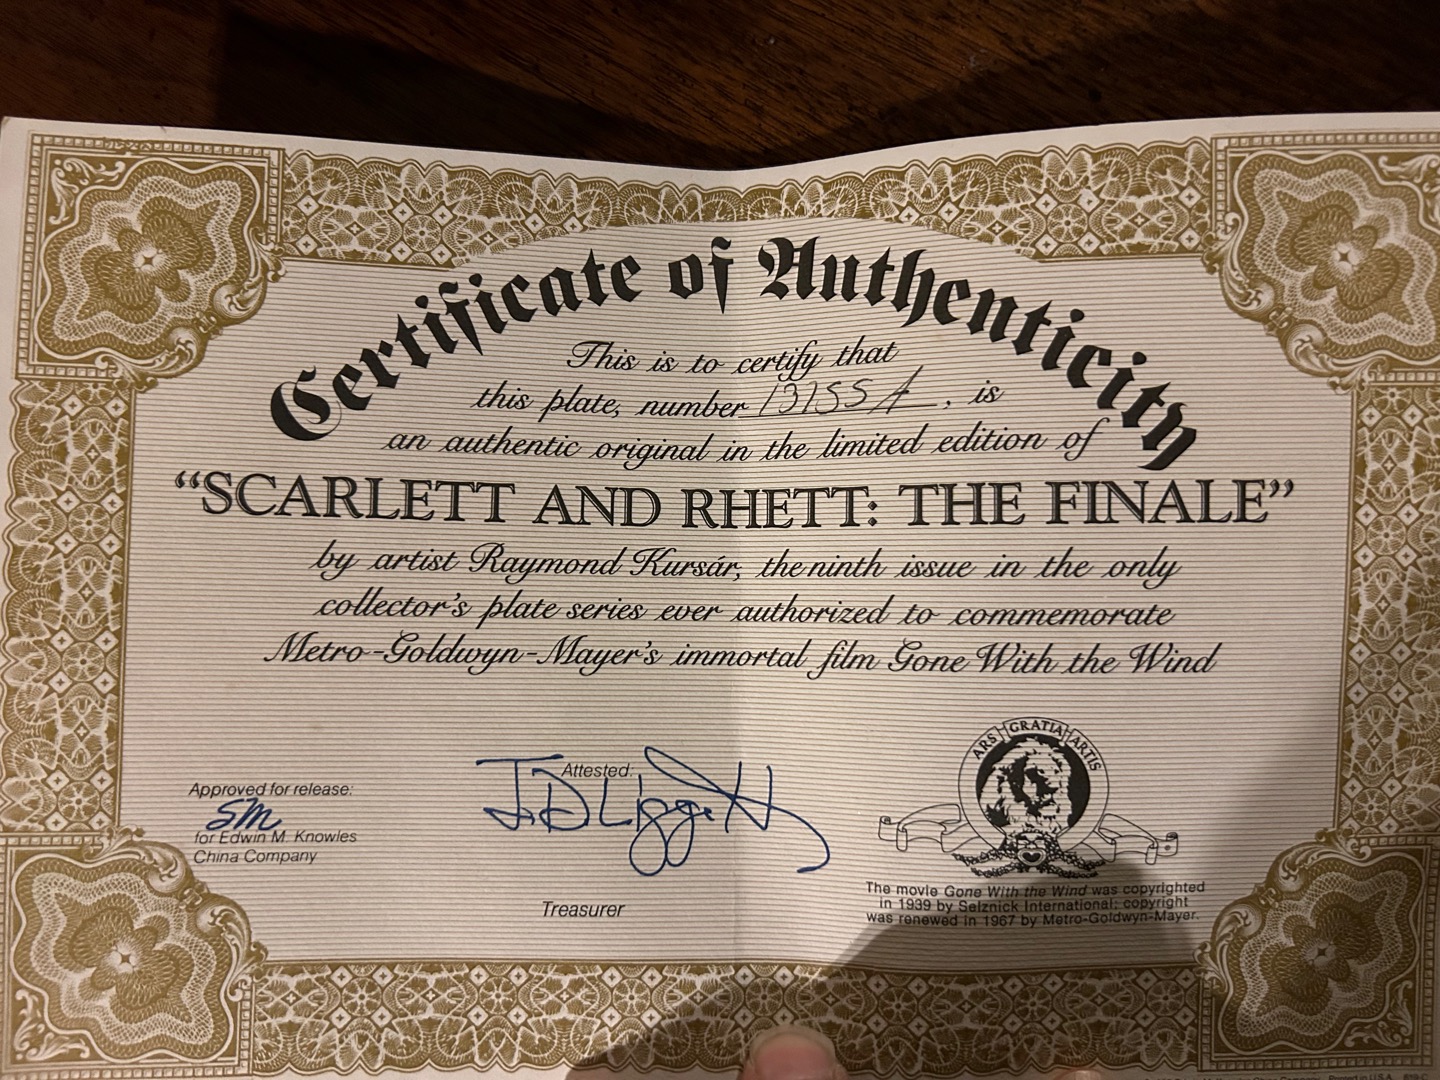 Certificate of Authenticity
This is to certify that
this plate, number 13155A, is
an authentic original in the limited edition of
“SCARLETT AND RHETT: THE FINALE”
by artist Raymond Kursár, the ninth issue in the only
collector's plate series ever authorized to commemorate
Metro-Goldwyn-Mayer's immortal film Gone With the Wind
Approved for release:
SM
for Edwin M. Knowles
China Company
Attested:
Treasurer
ARS GRATIA ARTIS
The movie Gone With the Wind was copyrighted
in 1939 by Selznick International; copyright
was renewed in 1967 by Metro-Goldwyn-Mayer.
Printed in U.S.A.